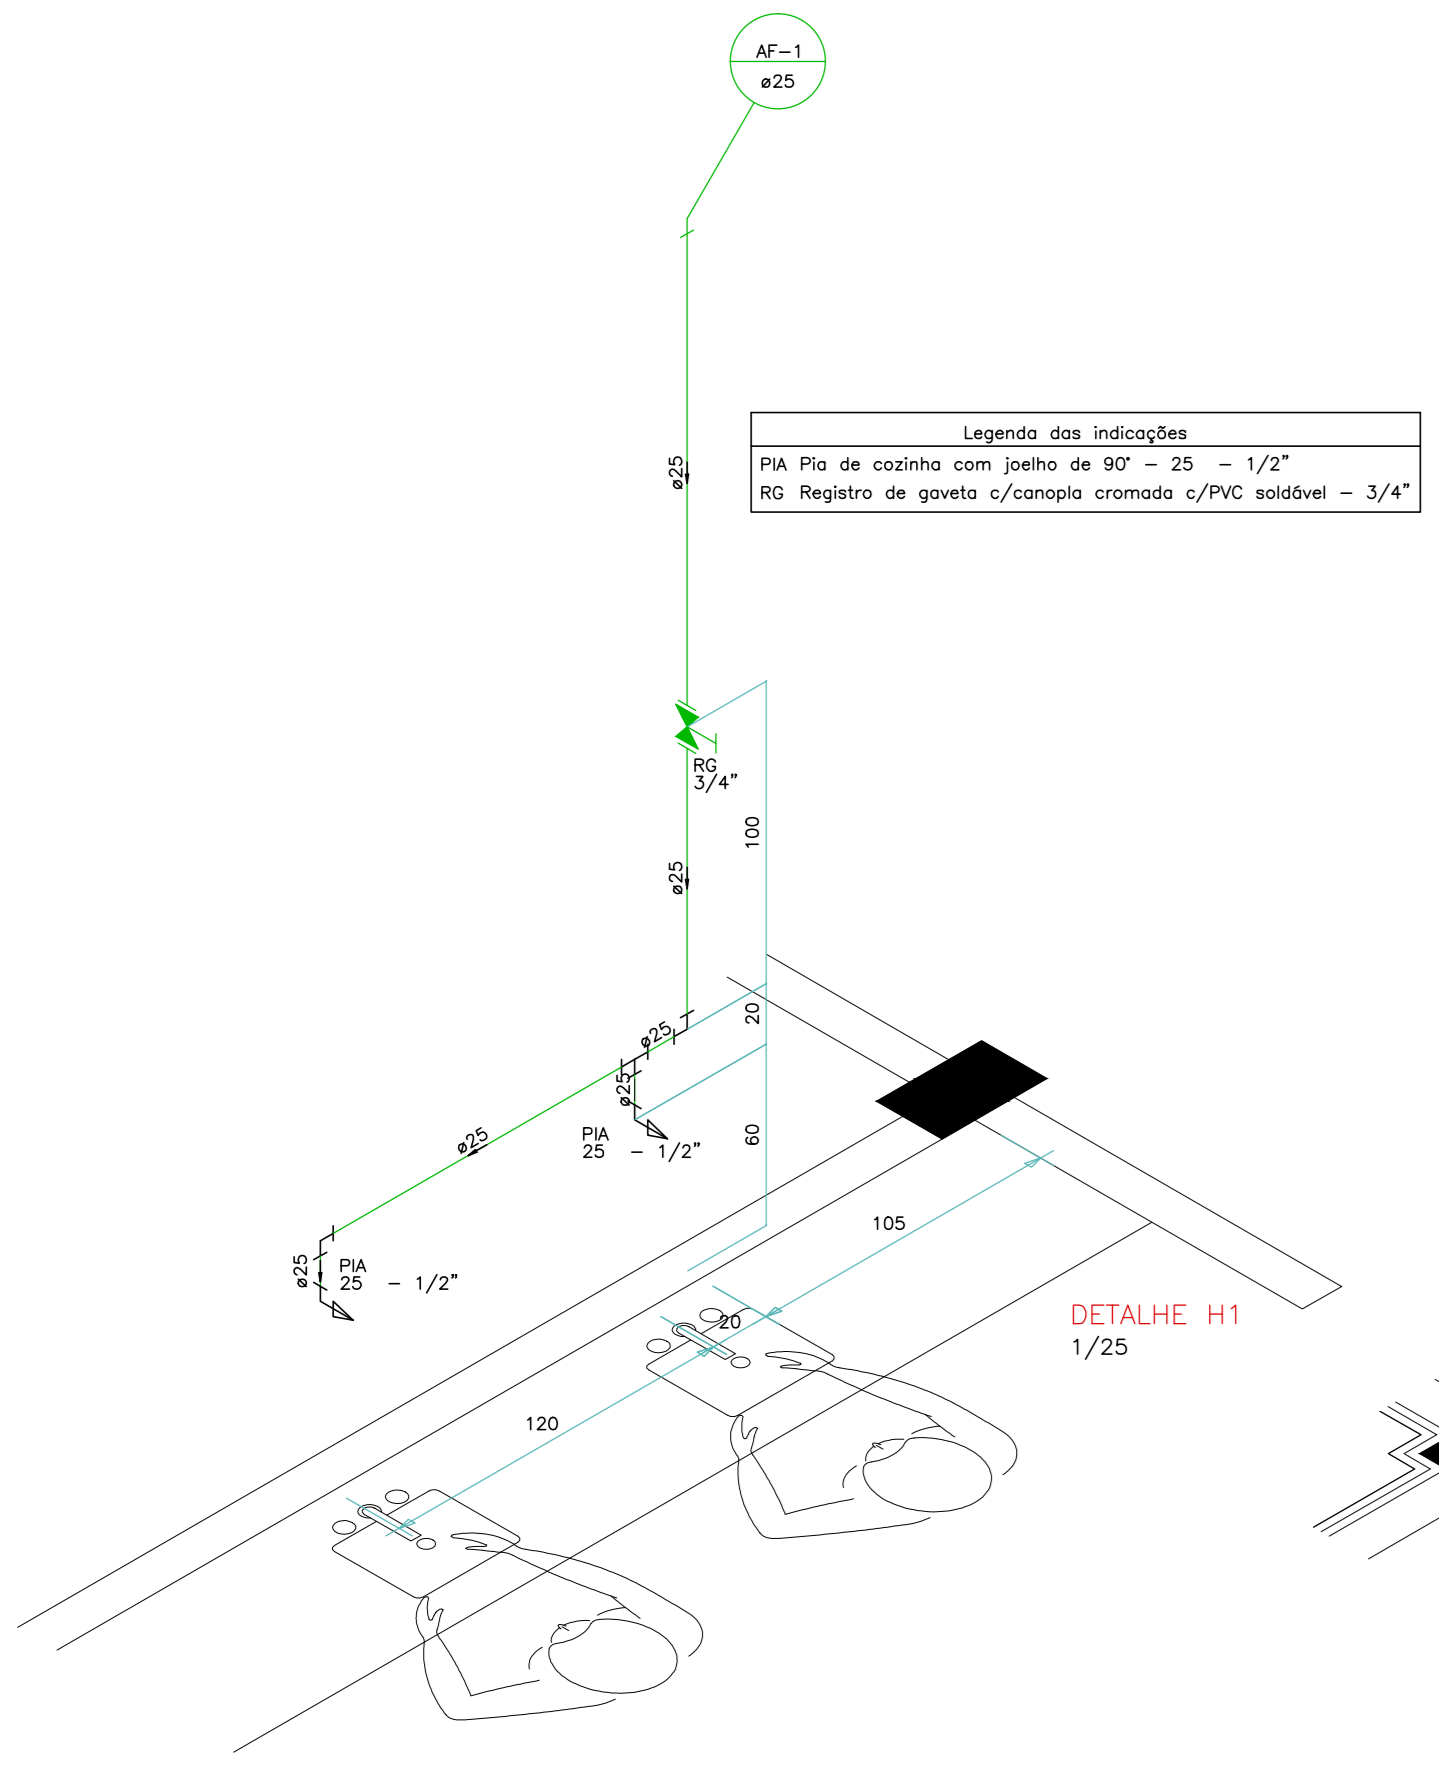 AF-1
ø25
ø25
Legenda das indicações
PIA Pia de cozinha com joelho de 90° - 25 - 1/2"
RG Registro de gaveta c/canopla cromada c/PVC soldável - 3/4"
RG
3/4"
100
ø25
20
ø25
ø25
PIA
25 - 1/2"
60
ø25
105
ø25
PIA
25 - 1/2"
20
DETALHE H1
1/25
120